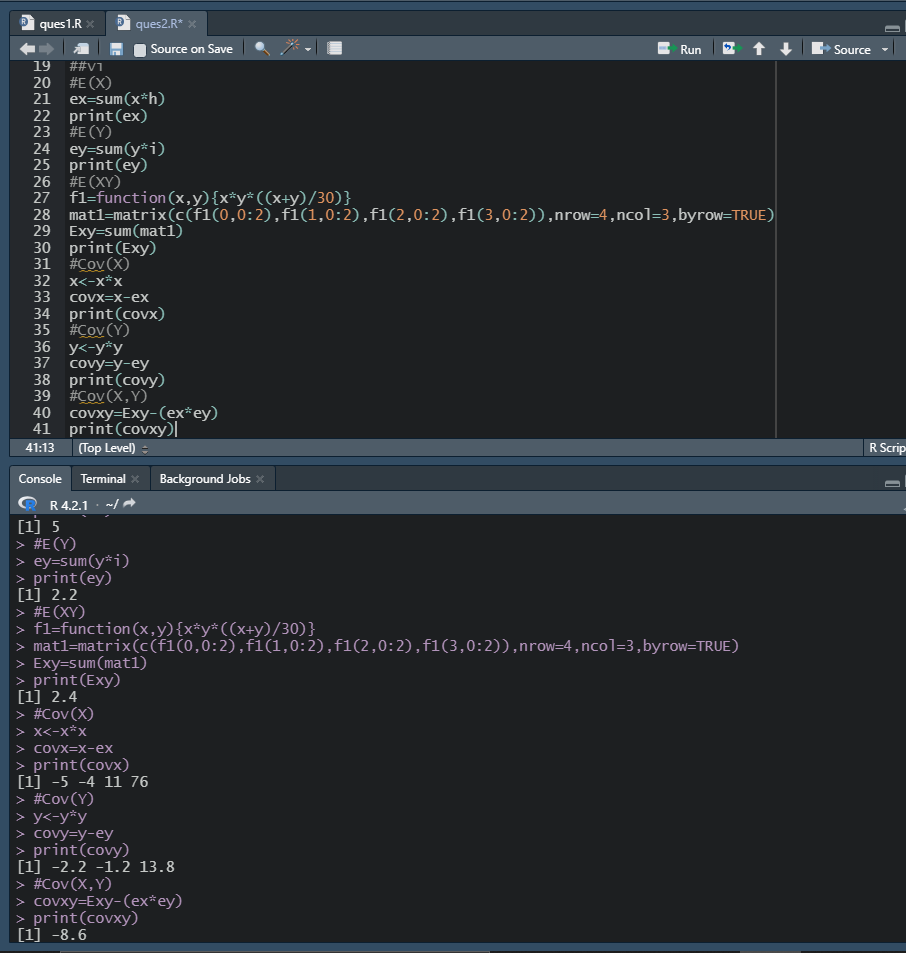 ques1.R
ques2.R*
Source on Save
Run
Source
19 ##vi
20 #E(X)
21 ex=sum(x*h)
22 print(ex)
23 #E(Y)
24 ey=sum(y*i)
25 print(ey)
26 #E(XY)
27 f1=function(x,y){x*y*((x+y)/30)}
28 mat1=matrix(c(f1(0,0:2),f1(1,0:2),f1(2,0:2),f1(3,0:2)),nrow=4,ncol=3,byrow=TRUE)
29 Exy=sum(mat1)
30 print(Exy)
31 #Cov(X)
32 x<-x*x
33 covx=x-ex
34 print(covx)
35 #Cov(Y)
36 y<-y*y
37 covy=y-ey
38 print(covy)
39 #Cov(X,Y)
40 covxy=Exy-(ex*ey)
41 print(covxy)
41:13 (Top Level) R Scrip
Console Terminal Background Jobs
R 4.2.1 · ~/
[1] 5
> #E(Y)
> ey=sum(y*i)
> print(ey)
[1] 2.2
> #E(XY)
> f1=function(x,y){x*y*((x+y)/30)}
> mat1=matrix(c(f1(0,0:2),f1(1,0:2),f1(2,0:2),f1(3,0:2)),nrow=4,ncol=3,byrow=TRUE)
> Exy=sum(mat1)
> print(Exy)
[1] 2.4
> #Cov(X)
> x<-x*x
> covx=x-ex
> print(covx)
[1] -5 -4 11 76
> #Cov(Y)
> y<-y*y
> covy=y-ey
> print(covy)
[1] -2.2 -1.2 13.8
> #Cov(X,Y)
> covxy=Exy-(ex*ey)
> print(covxy)
[1] -8.6